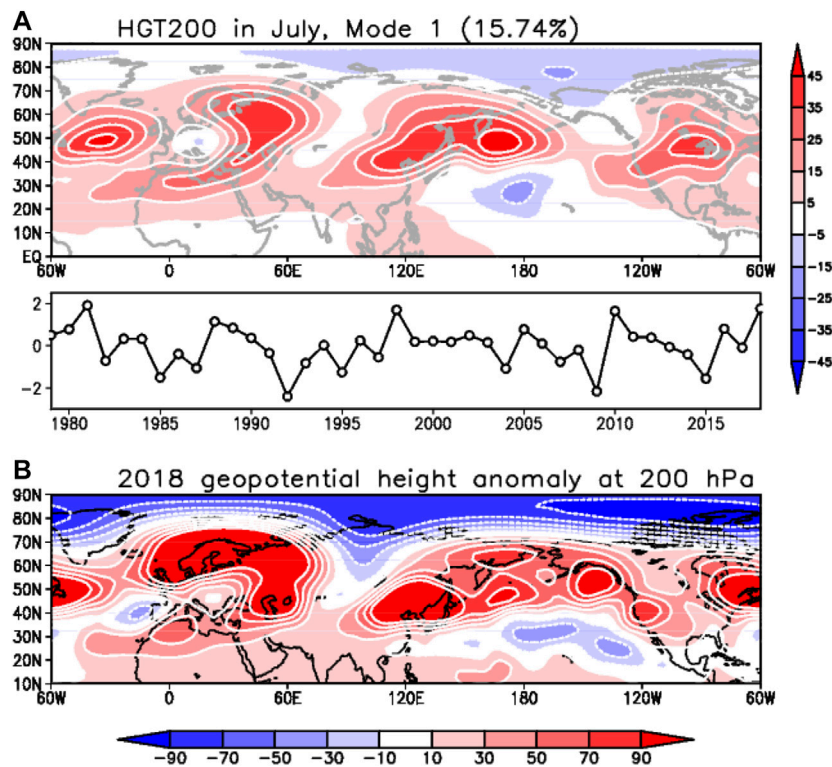 A
HGT200 in July, Mode 1 (15.74%)
90N
80N
70N
60N
50N
40N
30N
20N
10N
EQ
60W 0 60E 120E 180 120W 60W
45
35
25
15
5
-5
-15
-25
-35
-45
2
0
-2
1980 1985 1990 1995 2000 2005 2010 2015
B
2018 geopotential height anomaly at 200 hPa
90N
80N
70N
60N
50N
40N
30N
20N
10N
60W 0 60E 120E 180 120W 60W
-90 -70 -50 -30 -10 10 30 50 70 90